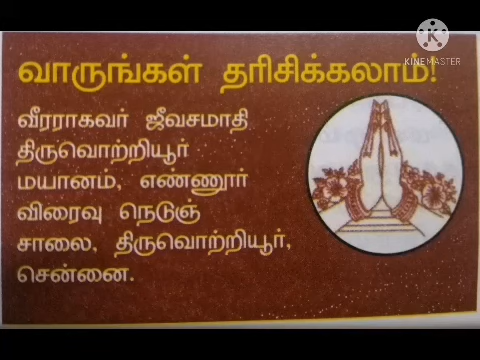 வாருங்கள் தரிசிக்கலாம்!
வீரராகவர் ஜீவசமாதி
திருவொற்றியூர்
மயானம், எண்ணூர்
விரைவு நெடுஞ்
சாலை, திருவொற்றியூர்,
சென்னை.
KINEMASTER